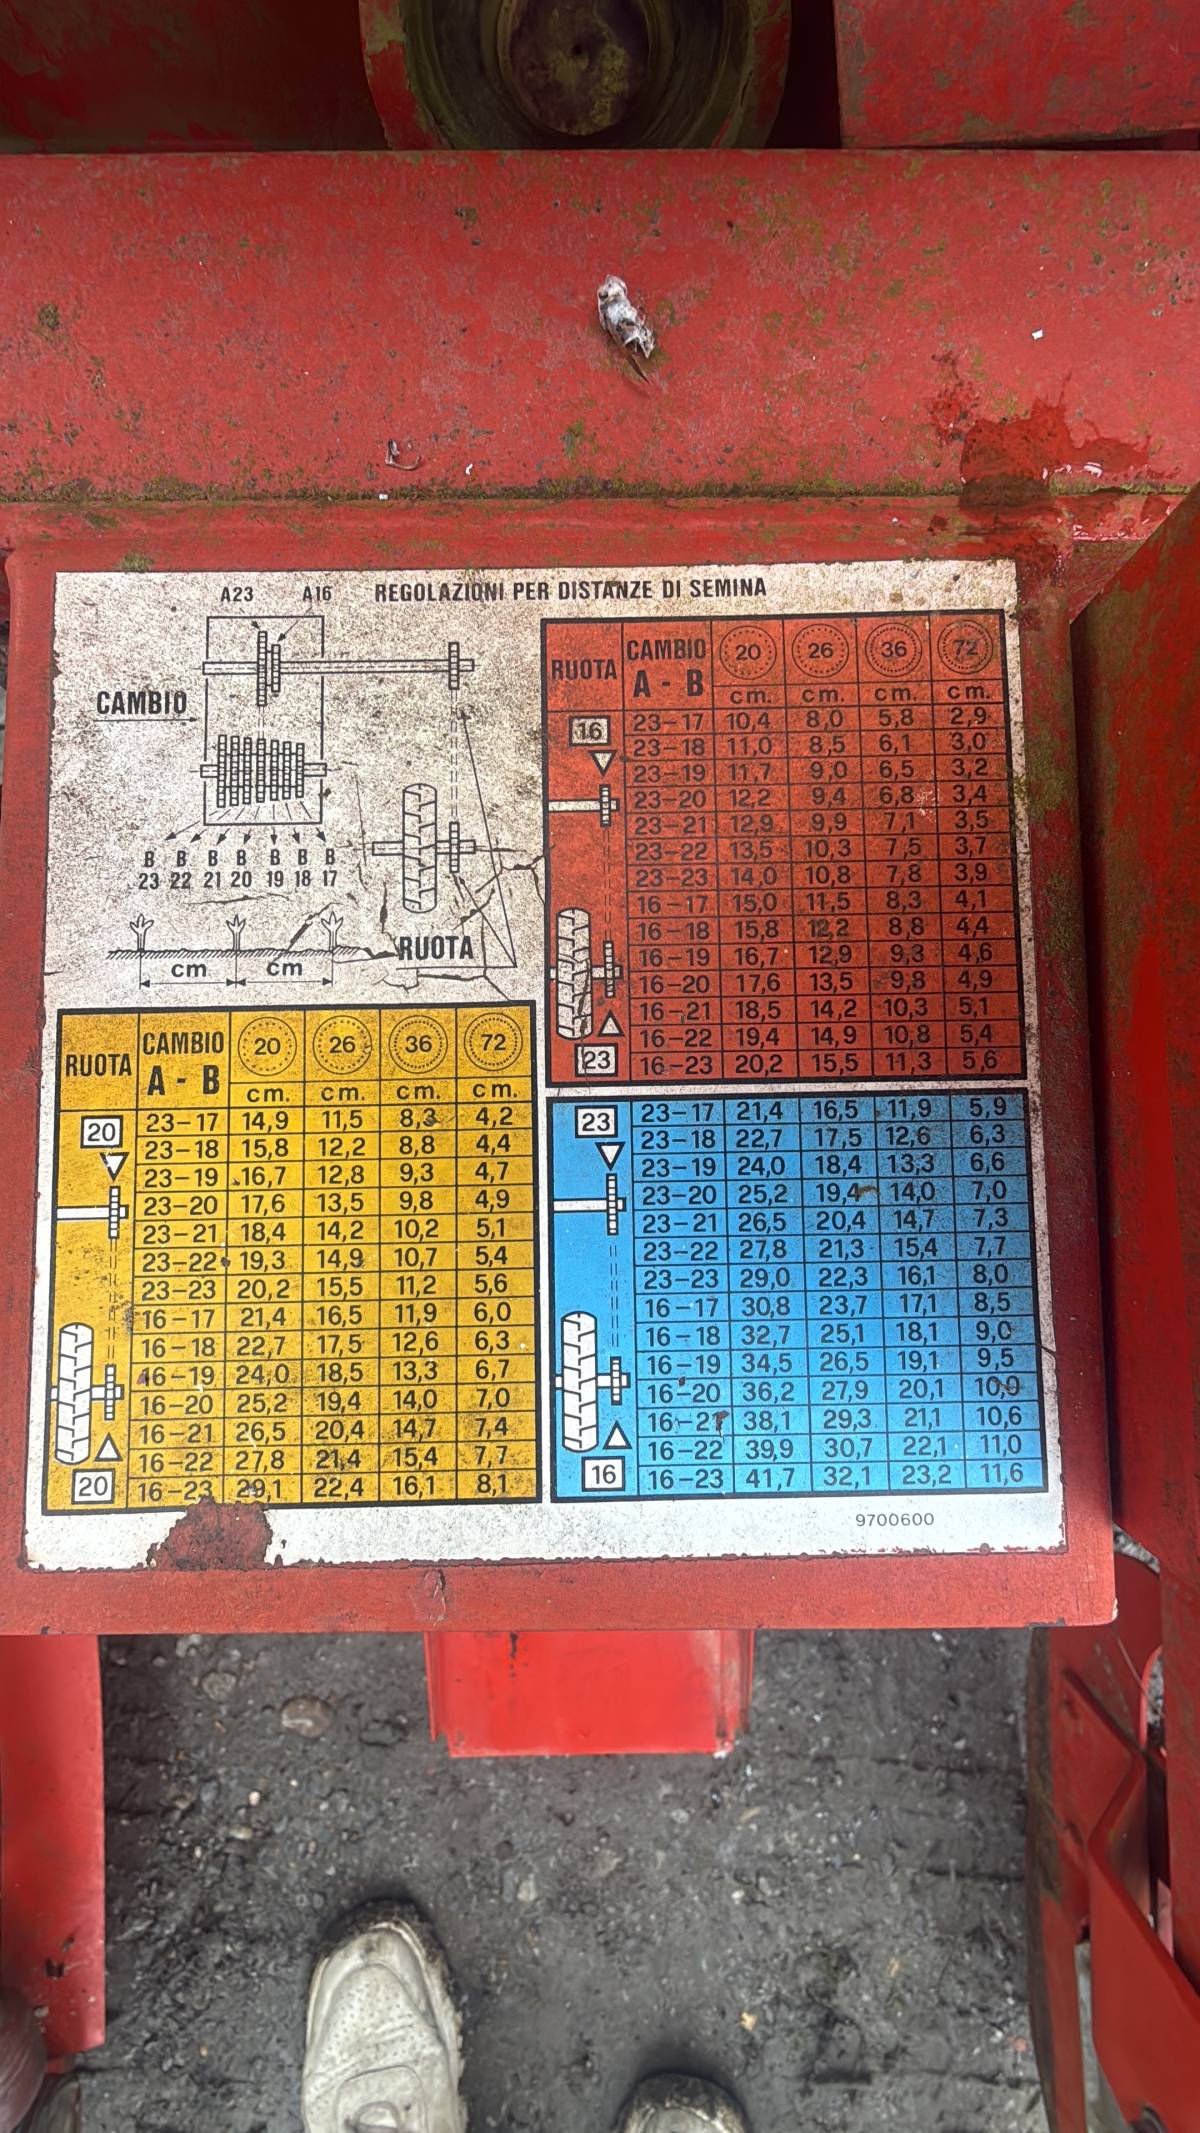 A23 A16 REGOLAZIONI PER DISTANZE DI SEMINA
CAMBIO
B B B B B B B
23 22 21 20 19 18 17
cm cm
RUOTA
RUOTA CAMBIO A - B 20 26 36 72
cm. cm. cm. cm.
16
23-17 10,4 8,0 5,8 2,9
23-18 11,0 8,5 6,1 3,0
23-19 11,7 9,0 6,5 3,2
23-20 12,2 9,4 6,8 3,4
23-21 12,9 9,9 7,1 3,5
23-22 13,5 10,3 7,5 3,7
23-23 14,0 10,8 7,8 3,9
16-17 15,0 11,5 8,3 4,1
16-18 15,8 12,2 8,8 4,4
16-19 16,7 12,9 9,3 4,6
16-20 17,6 13,5 9,8 4,9
16-21 18,5 14,2 10,3 5,1
16-22 19,4 14,9 10,8 5,4
16-23 20,2 15,5 11,3 5,6
23
RUOTA CAMBIO A - B 20 26 36 72
cm. cm. cm. cm.
20
23-17 14,9 11,5 8,3 4,2
23-18 15,8 12,2 8,8 4,4
23-19 16,7 12,8 9,3 4,7
23-20 17,6 13,5 9,8 4,9
23-21 18,4 14,2 10,2 5,1
23-22 19,3 14,9 10,7 5,4
23-23 20,2 15,5 11,2 5,6
16-17 21,4 16,5 11,9 6,0
16-18 22,7 17,5 12,6 6,3
16-19 24,0 18,5 13,3 6,7
16-20 25,2 19,4 14,0 7,0
16-21 26,5 20,4 14,7 7,4
16-22 27,8 21,4 15,4 7,7
16-23 29,1 22,4 16,1 8,1
20
23
23-17 21,4 16,5 11,9 5,9
23-18 22,7 17,5 12,6 6,3
23-19 24,0 18,4 13,3 6,6
23-20 25,2 19,4 14,0 7,0
23-21 26,5 20,4 14,7 7,3
23-22 27,8 21,3 15,4 7,7
23-23 29,0 22,3 16,1 8,0
16-17 30,8 23,7 17,1 8,5
16-18 32,7 25,1 18,1 9,0
16-19 34,5 26,5 19,1 9,5
16-20 36,2 27,9 20,1 10,0
16-21 38,1 29,3 21,1 10,6
16-22 39,9 30,7 22,1 11,0
16-23 41,7 32,1 23,2 11,6
16
9700600